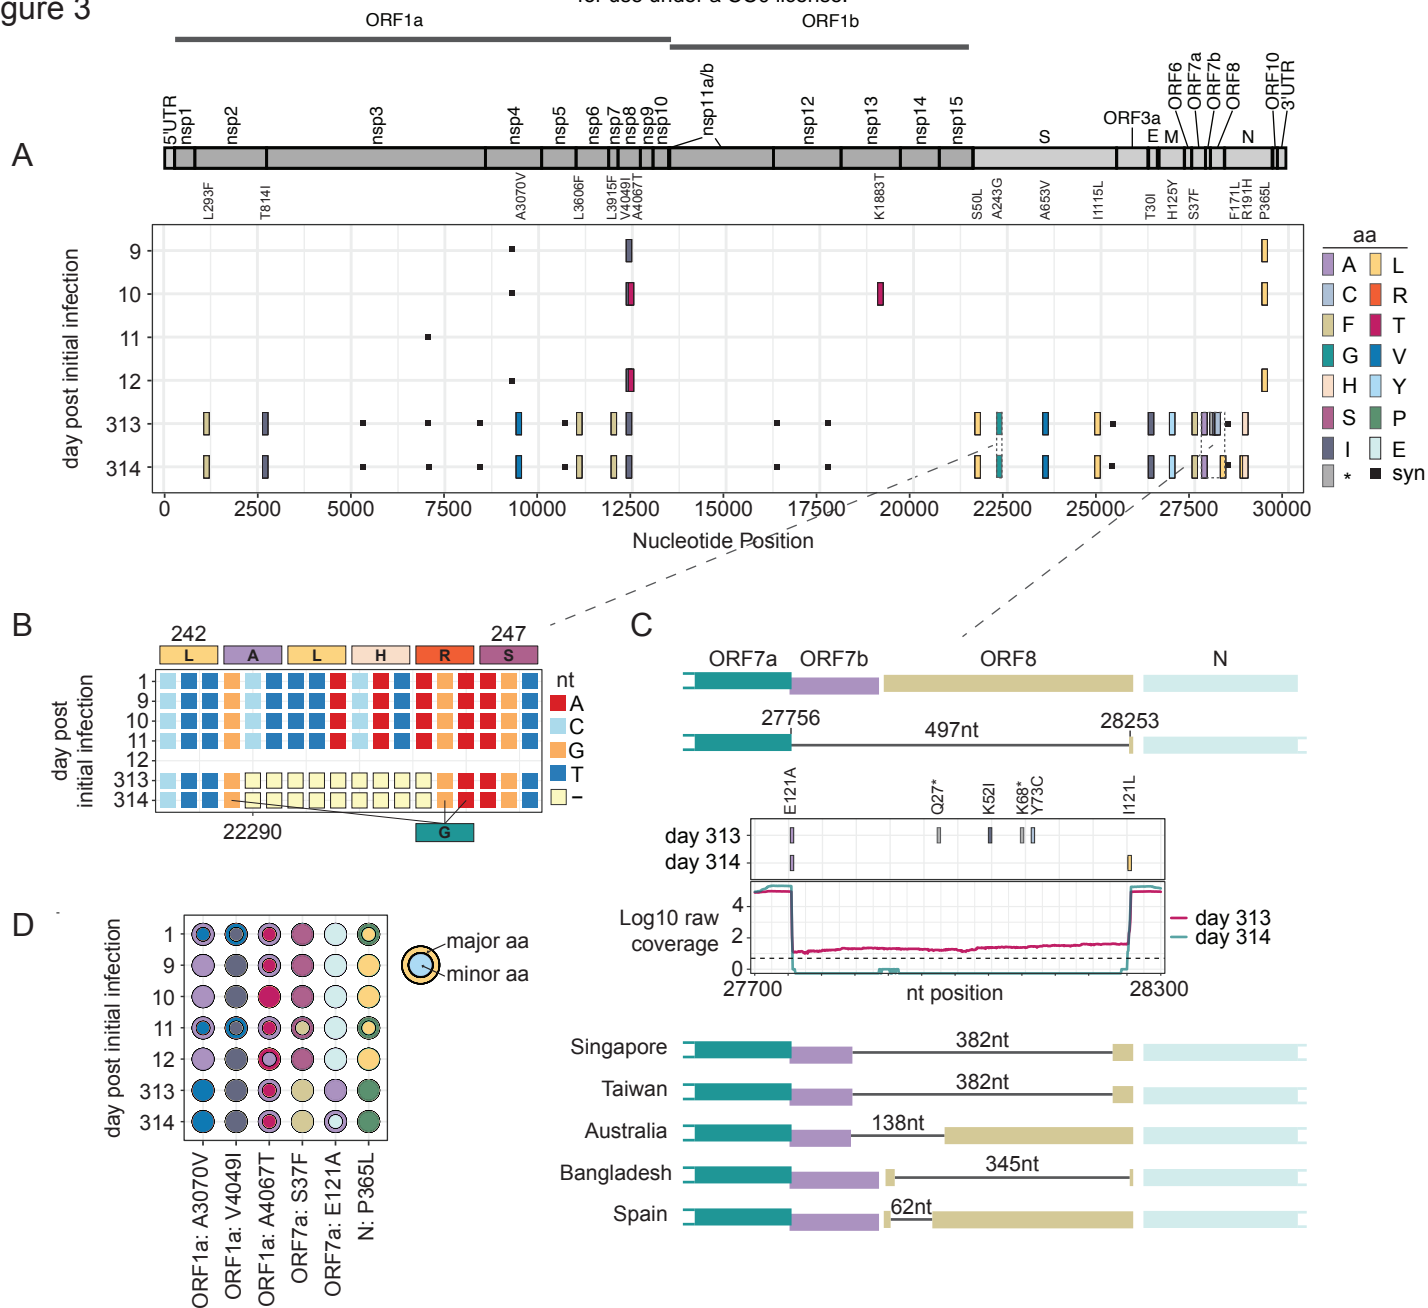 gure 3
ORF1a
ORF1b
5'UTR
nsp1
nsp2
nsp3
nsp4
nsp5
nsp6
nsp7
nsp8
nsp9
nsp10
nsp11a/b
nsp12
nsp13
nsp14
nsp15
S
ORF3a
E
M
ORF6
ORF7a
ORF7b
ORF8
N
ORF10
3'UTR
A
L293F
T814I
A3070V
L3606F
L3915F
V4049I
A4067T
K1883T
S50L
A243G
A653V
I1115L
T30I
H125Y
S37F
F171L
R191H
P365L
day post initial infection
9
10
11
12
313
314
0 2500 5000 7500 10000 12500 15000 17500 20000 22500 25000 27500 30000
Nucleotide Position
aa
A L
C R
F T
G V
H Y
S P
I E
* syn
B
242 247
L A L H R S
day post
initial infection
1
9
10
11
12
313
314
22290
G
nt
A
C
G
T
–
C
ORF7a ORF7b ORF8 N
27756 497nt 28253
E121A
Q27*
K52I
K68*
Y73C
I121L
day 313
day 314
Log10 raw
coverage
4
2
0
27700 nt position 28300
day 313
day 314
Singapore 382nt
Taiwan 382nt
Australia 138nt
Bangladesh 345nt
Spain 62nt
D
day post initial infection
1
9
10
11
12
313
314
major aa
minor aa
ORF1a: A3070V
ORF1a: V4049I
ORF1a: A4067T
ORF7a: S37F
ORF7a: E121A
N: P365L